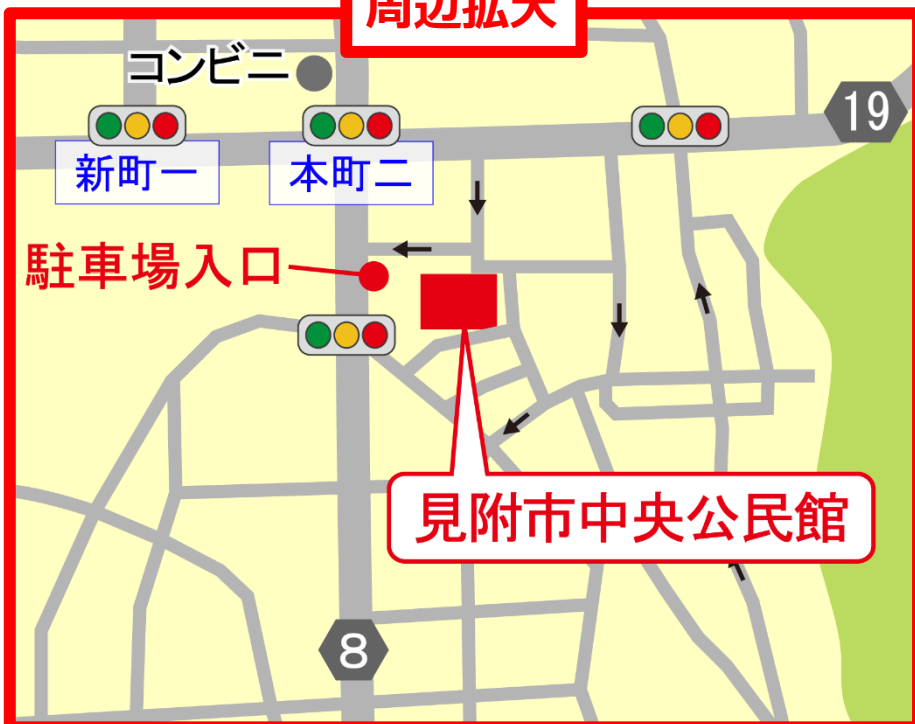 周辺拡大
コンビニ
19
新町一
本町二
駐車場入口
見附市中央公民館
8